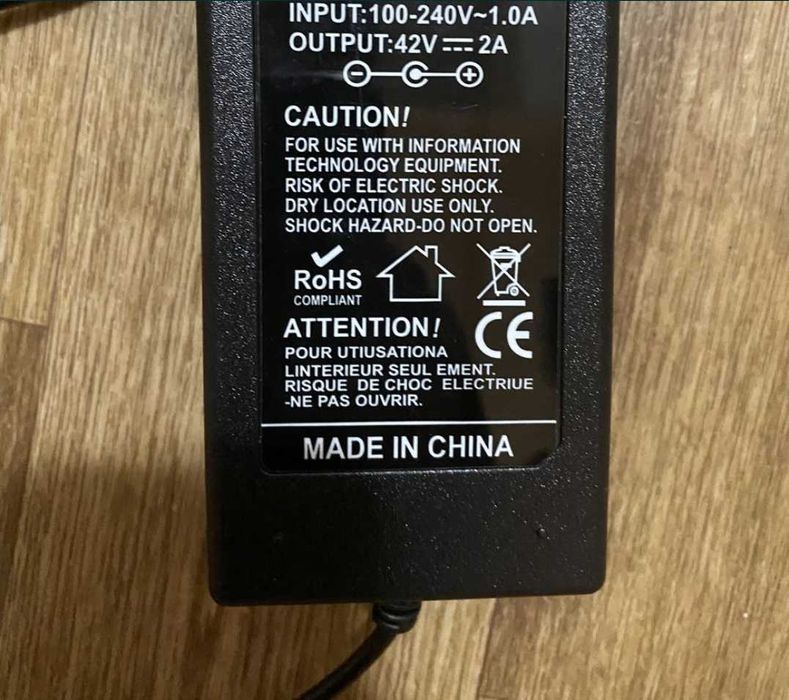 INPUT:100-240V~1.0A
OUTPUT:42V⎓2A
CAUTION!
FOR USE WITH INFORMATION
TECHNOLOGY EQUIPMENT.
RISK OF ELECTRIC SHOCK.
DRY LOCATION USE ONLY.
SHOCK HAZARD-DO NOT OPEN.
RoHS
COMPLIANT
CE
ATTENTION!
POUR UTIUSATIONA
LINTERIEUR SEUL EMENT.
RISQUE DE CHOC ELECTRIUE
-NE PAS OUVRIR.
MADE IN CHINA